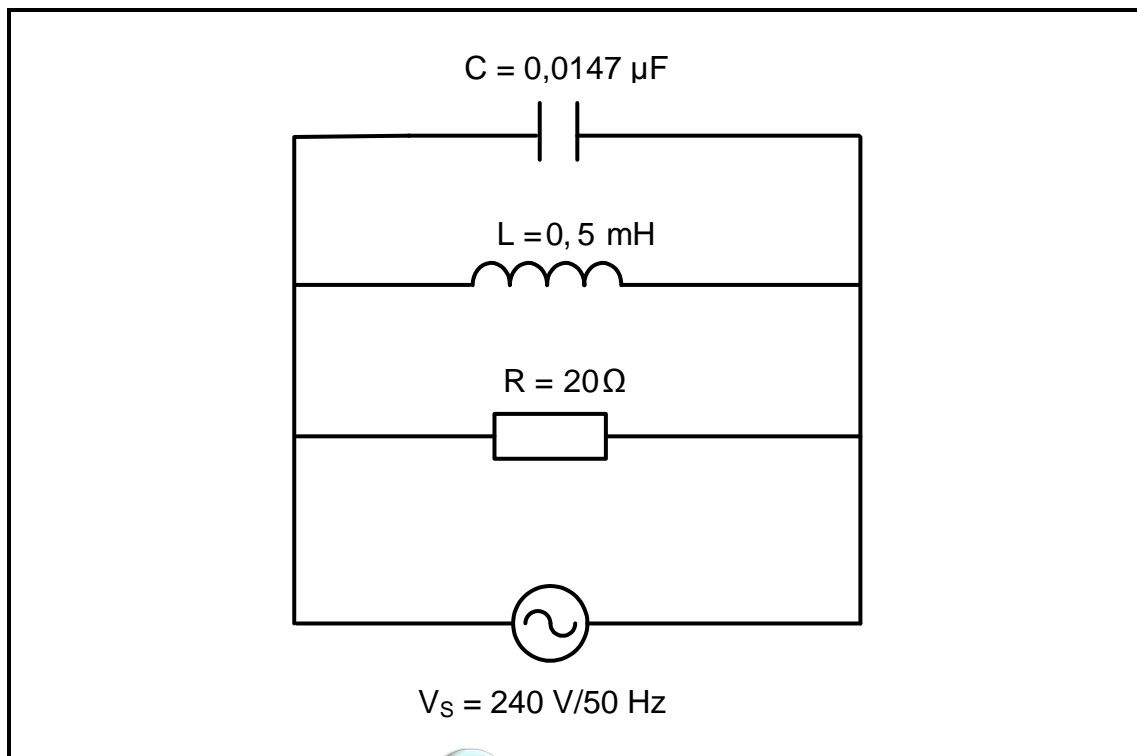 C = 0,0147 µF
L =0, 5 mH
R = 20Ω
V_S = 240 V/50 Hz